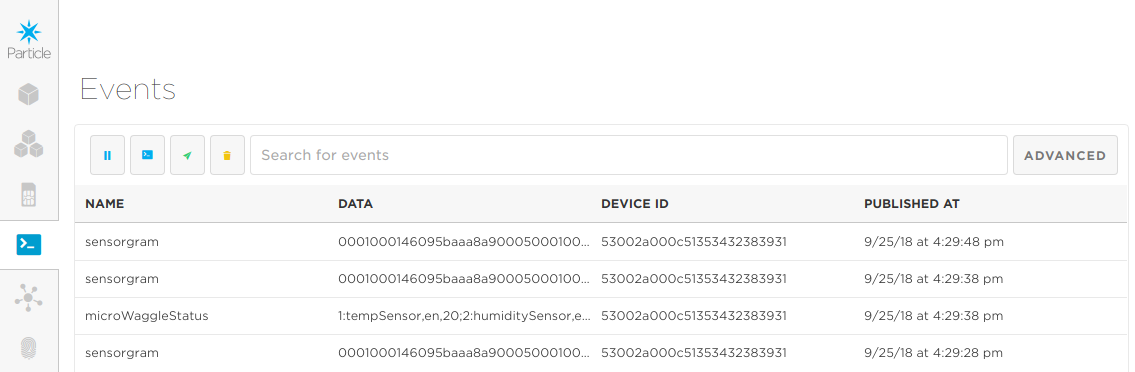 Particle
Events
Search for events
ADVANCED
NAME DATA DEVICE ID PUBLISHED AT
sensorgram 0001000146095baaa8a90005000100... 53002a000c51353432383931 9/25/18 at 4:29:48 pm
sensorgram 0001000146095baaa8a90005000100... 53002a000c51353432383931 9/25/18 at 4:29:38 pm
microWaggleStatus 1:tempSensor,en,20;2:humiditySensor,e... 53002a000c51353432383931 9/25/18 at 4:29:38 pm
sensorgram 0001000146095baaa8a90005000100... 53002a000c51353432383931 9/25/18 at 4:29:28 pm